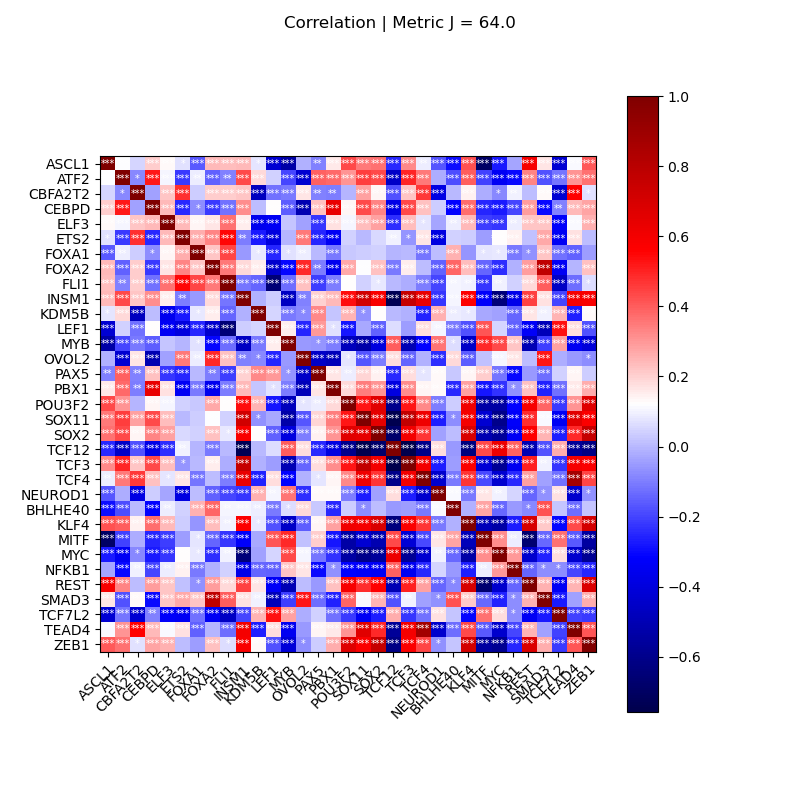 Correlation | Metric J = 64.0
ASCL1
ATF2
CBFA2T2
CEBPD
ELF3
ETS2
FOXA1
FOXA2
FLI1
INSM1
KDM5B
LEF1
MYB
OVOL2
PAX5
PBX1
POU3F2
SOX11
SOX2
TCF12
TCF3
TCF4
NEUROD1
BHLHE40
KLF4
MITF
MYC
NFKB1
REST
SMAD3
TCF7L2
TEAD4
ZEB1
ASCL1
ATF2
CBFA2T2
CEBPD
ELF3
ETS2
FOXA1
FOXA2
FLI1
INSM1
KDM5B
LEF1
MYB
OVOL2
PAX5
PBX1
POU3F2
SOX11
SOX2
TCF12
TCF3
TCF4
NEUROD1
BHLHE40
KLF4
MITF
MYC
NFKB1
REST
SMAD3
TCF7L2
TEAD4
ZEB1
1.0
0.8
0.6
0.4
0.2
0.0
−0.2
−0.4
−0.6